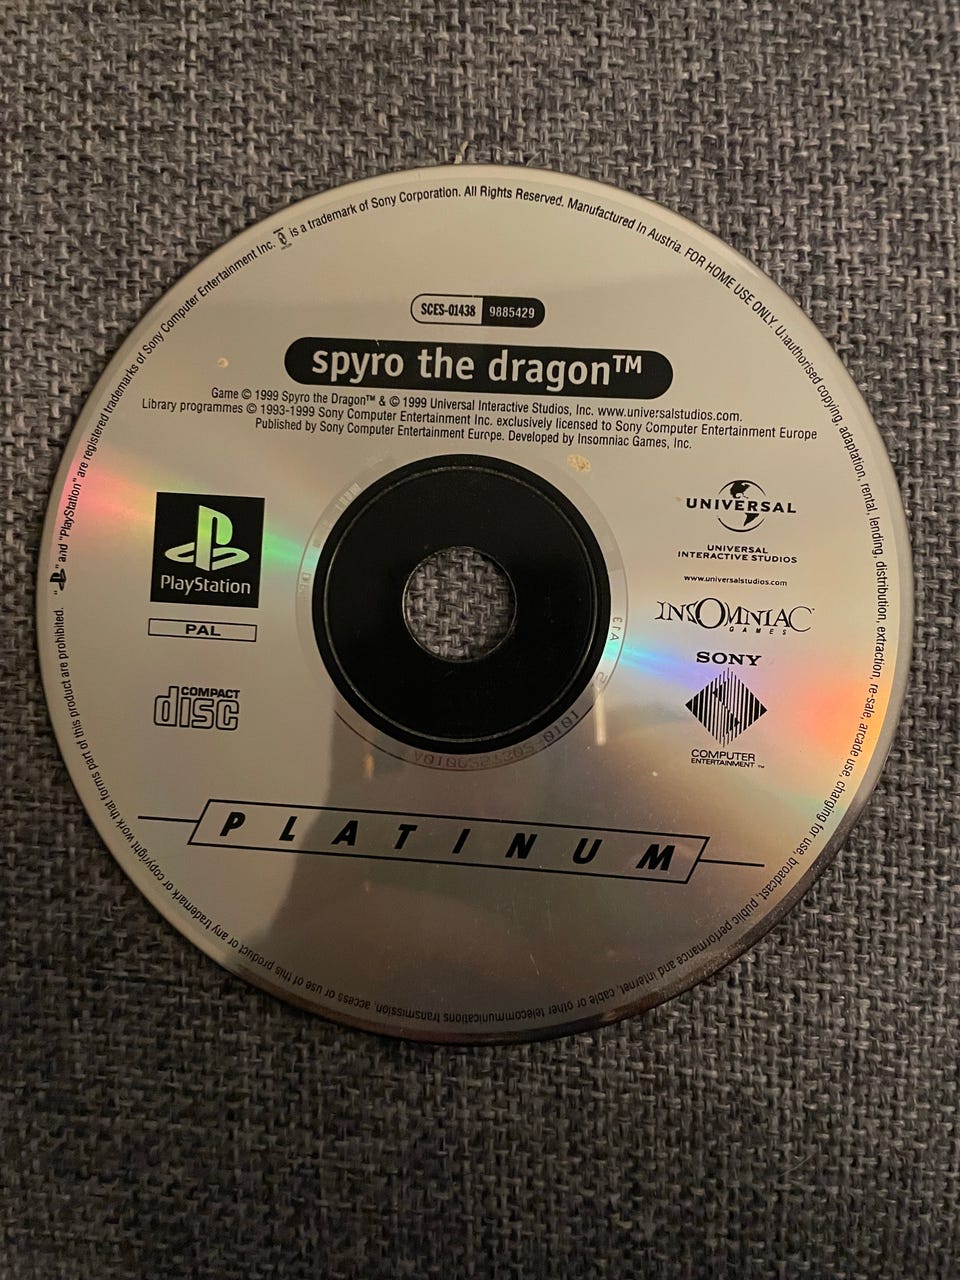 "PS" and "PlayStation" are registered trademarks of Sony Computer Entertainment Inc. is a trademark of Sony Corporation. All Rights Reserved. Manufactured In Austria. FOR HOME USE ONLY. Unauthorised copying, adaptation, rental, lending, distribution, extraction, re-sale, arcade use, charging for use, broadcast, public performance and internet, cable or other telecommunications transmission, access or use of this product or any trademark or copyright work that forms part of this product are prohibited.
SCES-01438 9885429
spyro the dragon™
Game © 1999 Spyro the Dragon™ & © 1999 Universal Interactive Studios, Inc. www.universalstudios.com.
Library programmes © 1993-1999 Sony Computer Entertainment Inc. exclusively licensed to Sony Computer Entertainment Europe
Published by Sony Computer Entertainment Europe. Developed by Insomniac Games, Inc.
PlayStation
PAL
COMPACT
disc
UNIVERSAL
UNIVERSAL
INTERACTIVE STUDIOS
www.universalstudios.com
INSOMNIAC
GAMES
SONY
COMPUTER
ENTERTAINMENT™
A13
PLATINUM